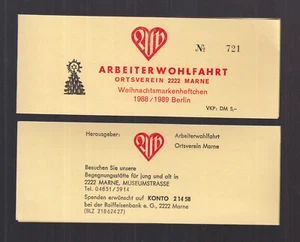 AWO
№ 721
ARBEITERWOHLFAHRT
ORTSVEREIN 2222 MARNE
Weihnachtsmarkenheftchen
1988/1989 Berlin
VKP: DM 5,-
Herausgeber:
Arbeiterwohlfahrt
Ortsverein Marne
Besuchen Sie unsere
Begegnungsstätte für jung und alt in
2222 MARNE, MUSEUMSTRASSE
Tel. 04851/3914
Spenden erwünscht auf KONTO 21458
bei der Raiffeisenbank e. G., 2222 Marne
(BLZ 21862427)